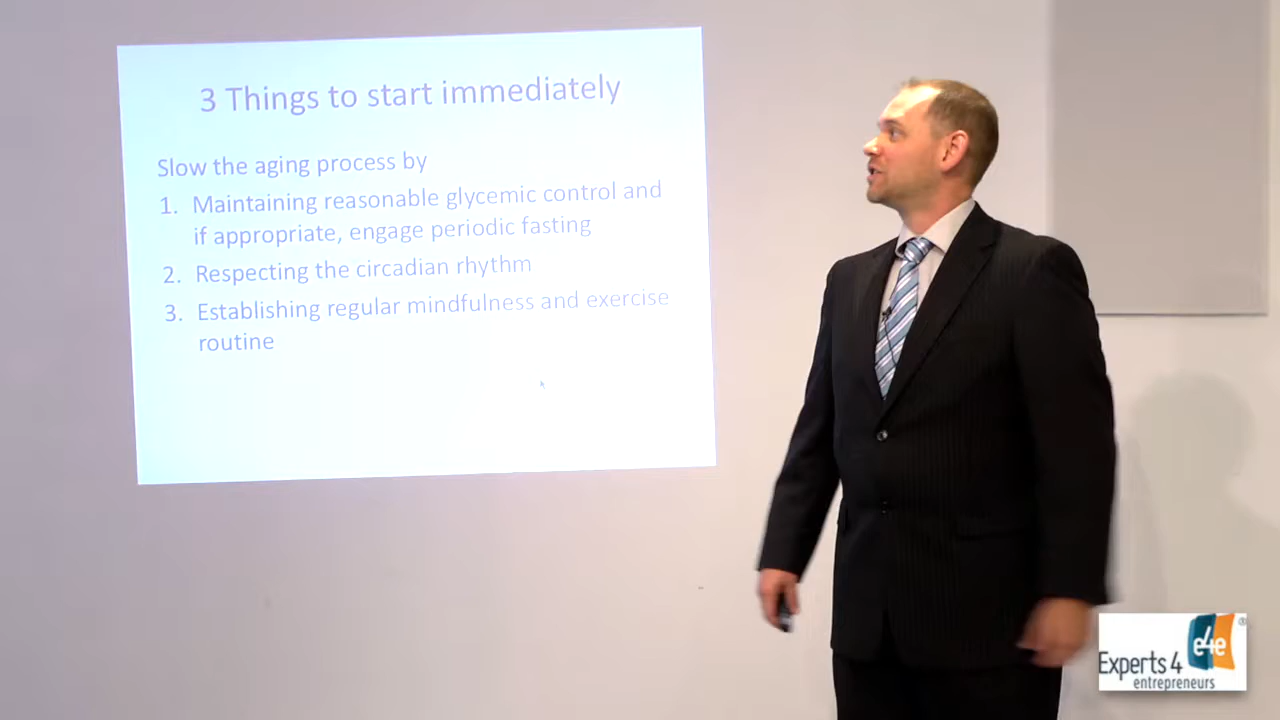 3 Things to start immediately
Slow the aging process by
1. Maintaining reasonable glycemic control and
if appropriate, engage periodic fasting
2. Respecting the circadian rhythm
3. Establishing regular mindfulness and exercise
routine
e4e ®
Experts 4
entrepreneurs